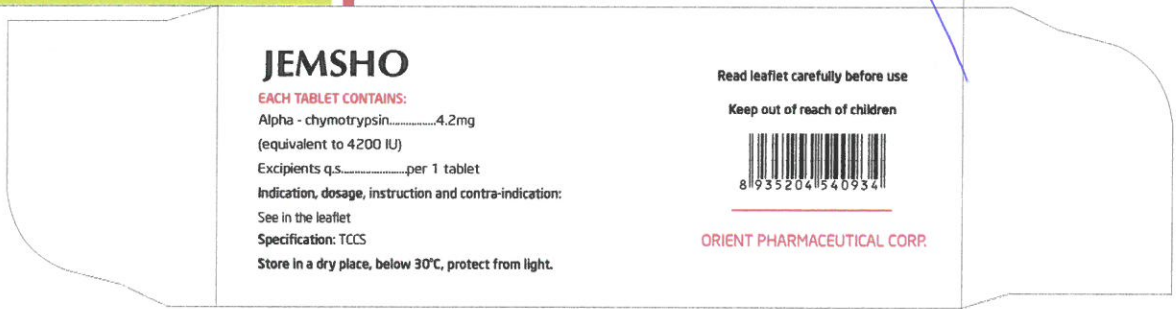 JEMSHO
EACH TABLET CONTAINS:
Alpha - chymotrypsin.................4.2mg
(equivalent to 4200 IU)
Excipients q.s........................per 1 tablet
Indication, dosage, instruction and contra-indication:
See in the leaflet
Specification: TCCS
Store in a dry place, below 30°C, protect from light.
Read leaflet carefully before use
Keep out of reach of children
8 935204 540934
ORIENT PHARMACEUTICAL CORP.